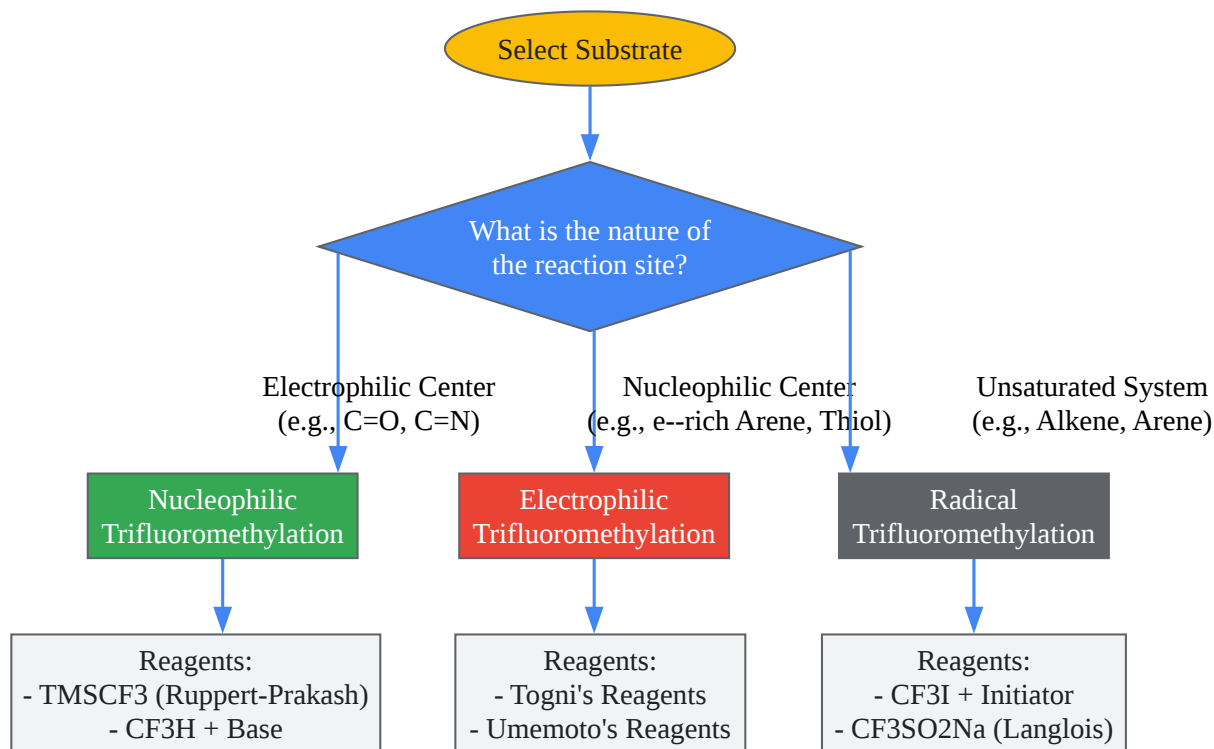 Select Substrate
What is the nature of
the reaction site?
Electrophilic Center
(e.g., C=O, C=N)
Nucleophilic Center
(e.g., e--rich Arene, Thiol)
Unsaturated System
(e.g., Alkene, Arene)
Nucleophilic
Trifluoromethylation
Electrophilic
Trifluoromethylation
Radical
Trifluoromethylation
Reagents:
- TMSCF3 (Ruppert-Prakash)
- CF3H + Base
Reagents:
- Togni's Reagents
- Umemoto's Reagents
Reagents:
- CF3I + Initiator
- CF3SO2Na (Langlois)